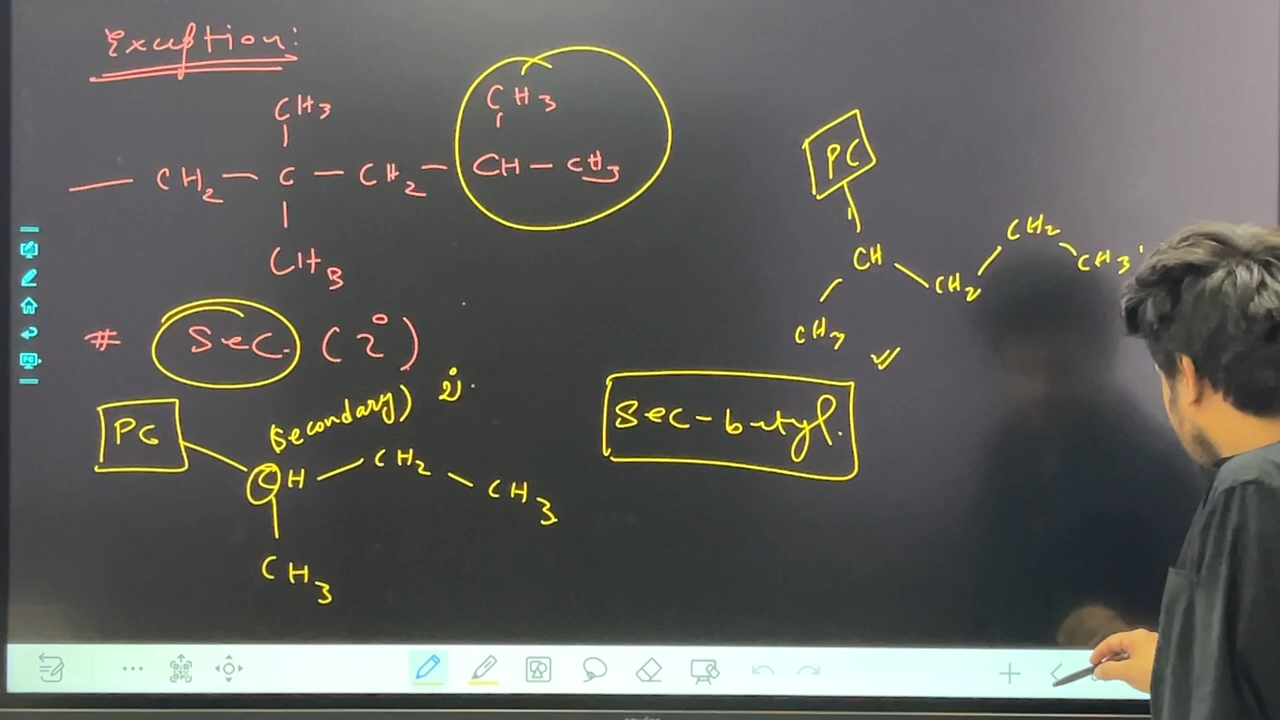 Exception:
CH3
CH3
— CH2 — C — CH2 — CH — CH3
CH3
# Sec. (2°)
(secondary) 2°.
PC
CH — CH2 — CH3
CH3
PC
CH
CH2
CH2
CH3
CH3
Sec-butyl.